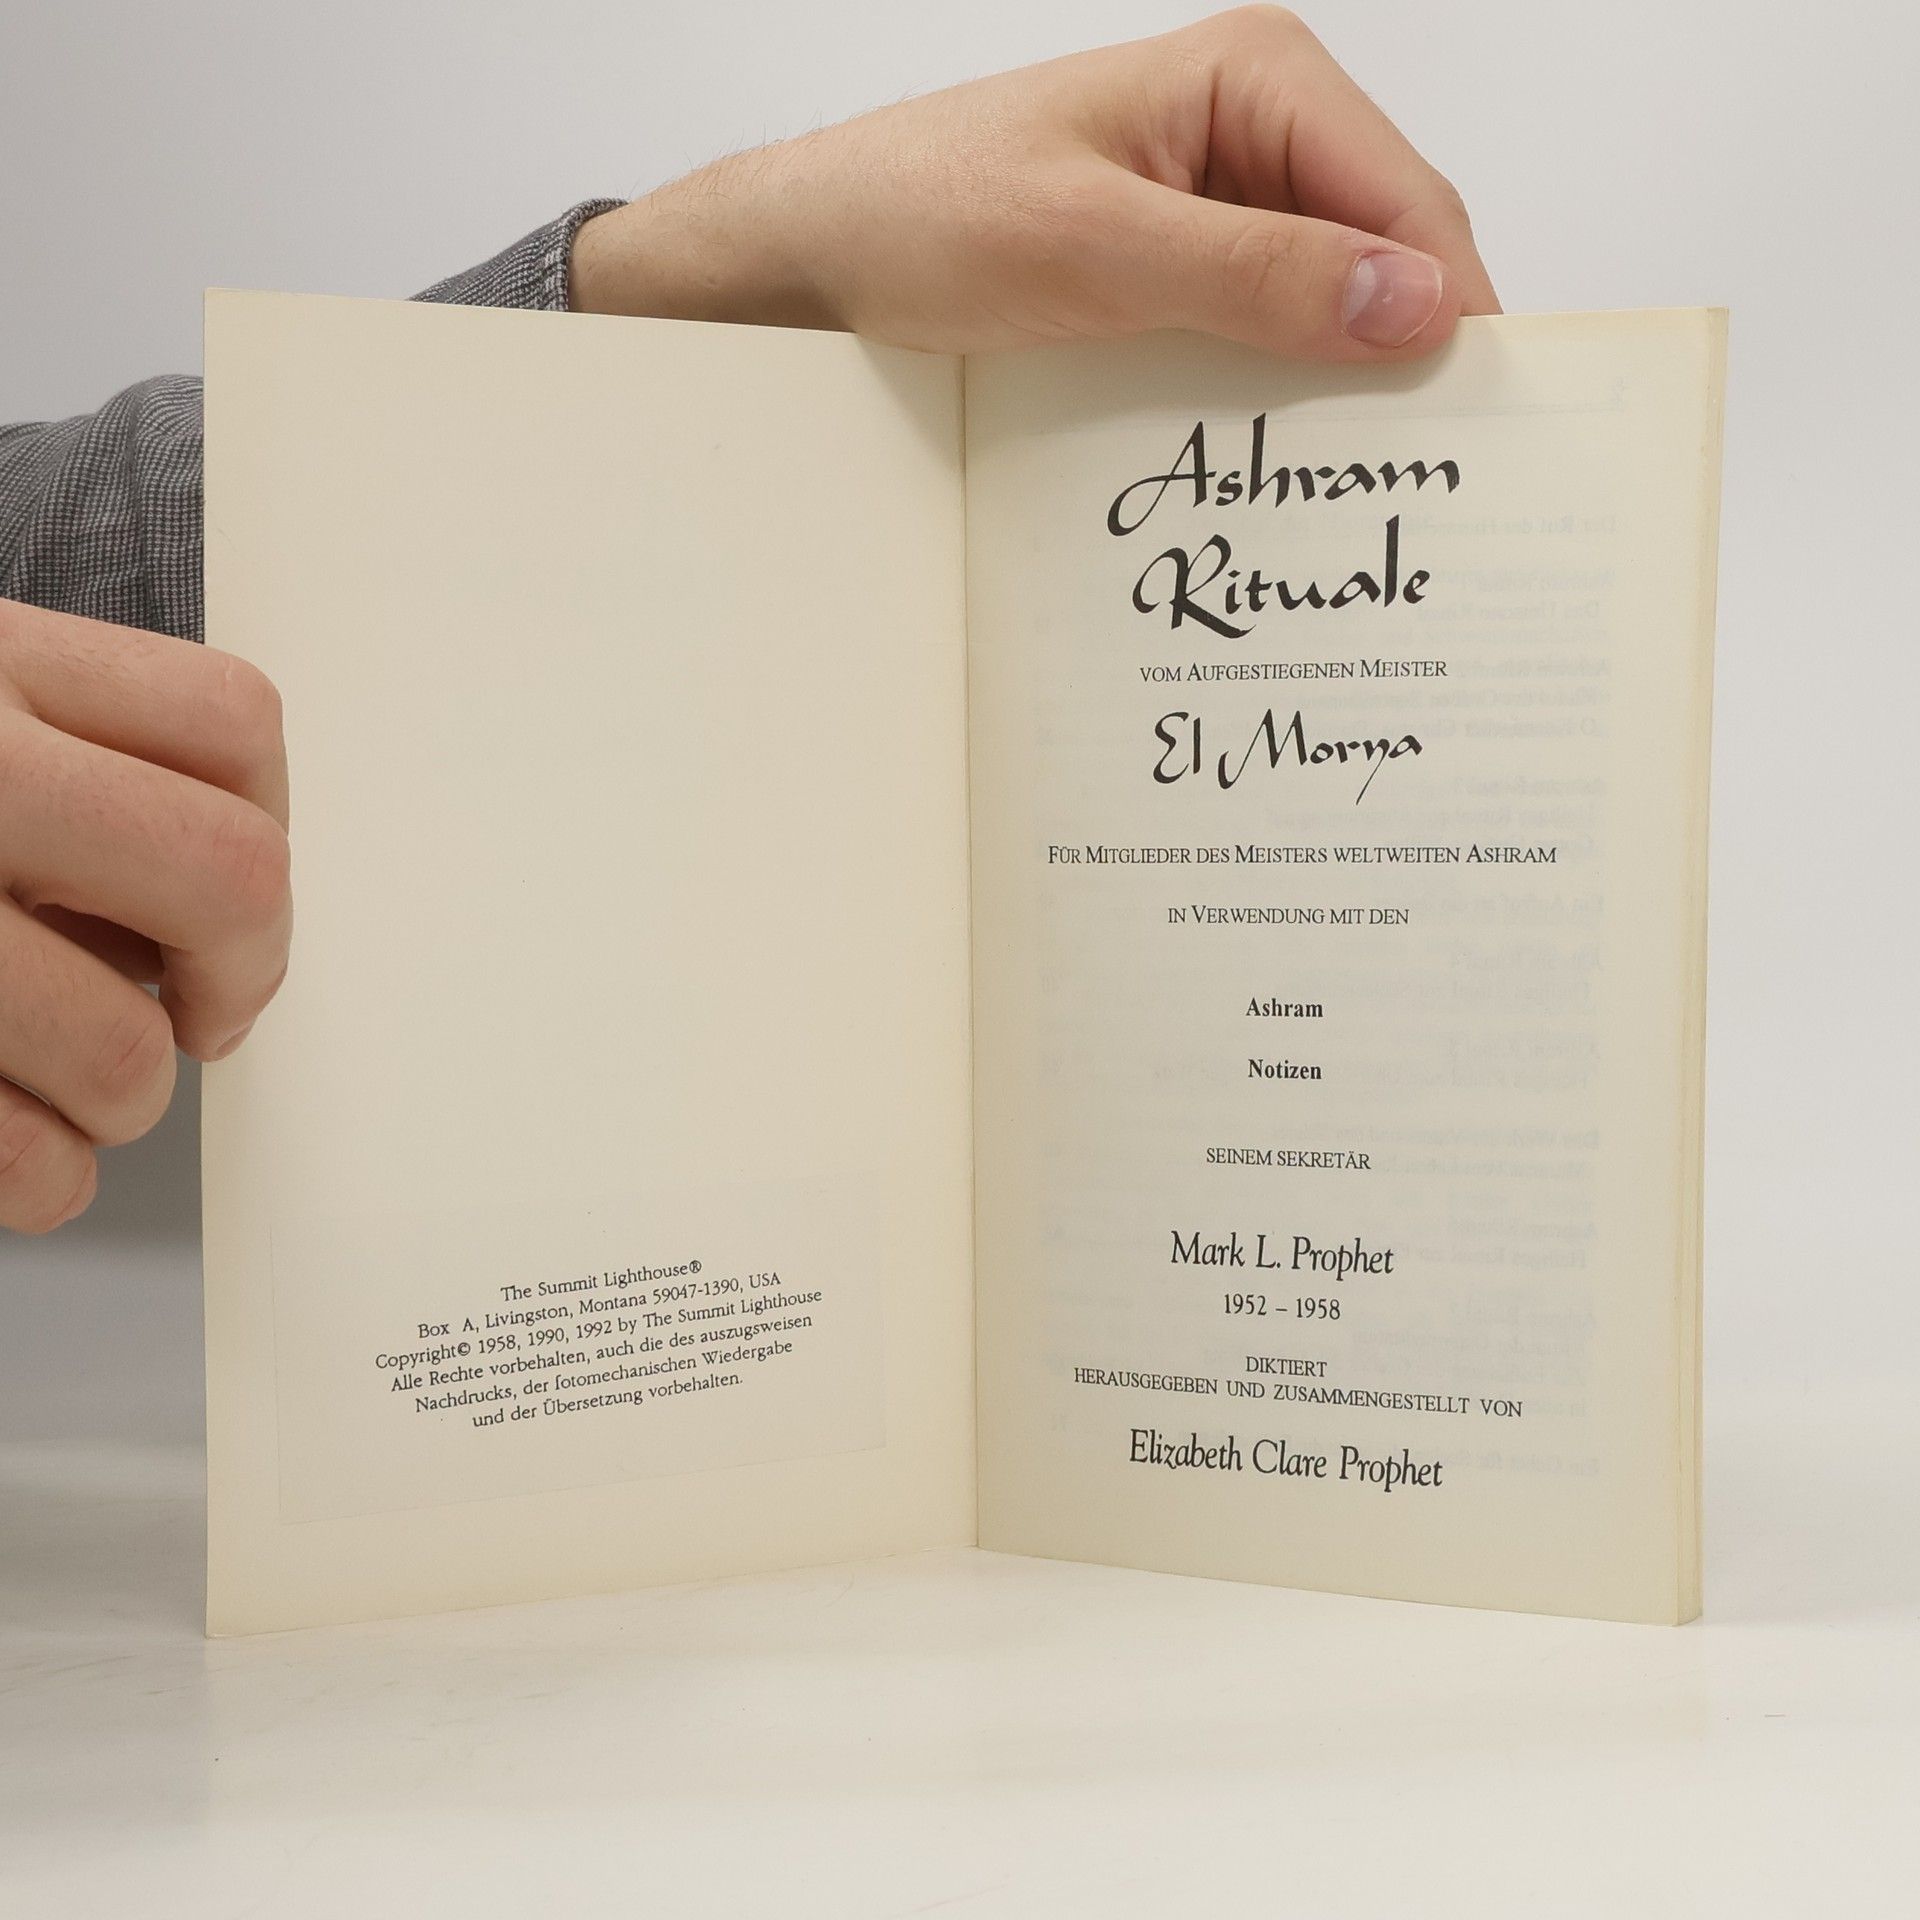 The Summit Lighthouse®
Box A, Livingston, Montana 59047-1390, USA
Copyright© 1958, 1990, 1992 by The Summit Lighthouse
Alle Rechte vorbehalten, auch die des auszugsweisen
Nachdrucks, der fotomechanischen Wiedergabe
und der Übersetzung vorbehalten.
Ashram
Rituale
VOM AUFGESTIEGENEN MEISTER
El Morya
FÜR MITGLIEDER DES MEISTERS WELTWEITEN ASHRAM
IN VERWENDUNG MIT DEN
Ashram
Notizen
SEINEM SEKRETÄR
Mark L. Prophet
1952 – 1958
DIKTIERT
HERAUSGEGEBEN UND ZUSAMMENGESTELLT VON
Elizabeth Clare Prophet